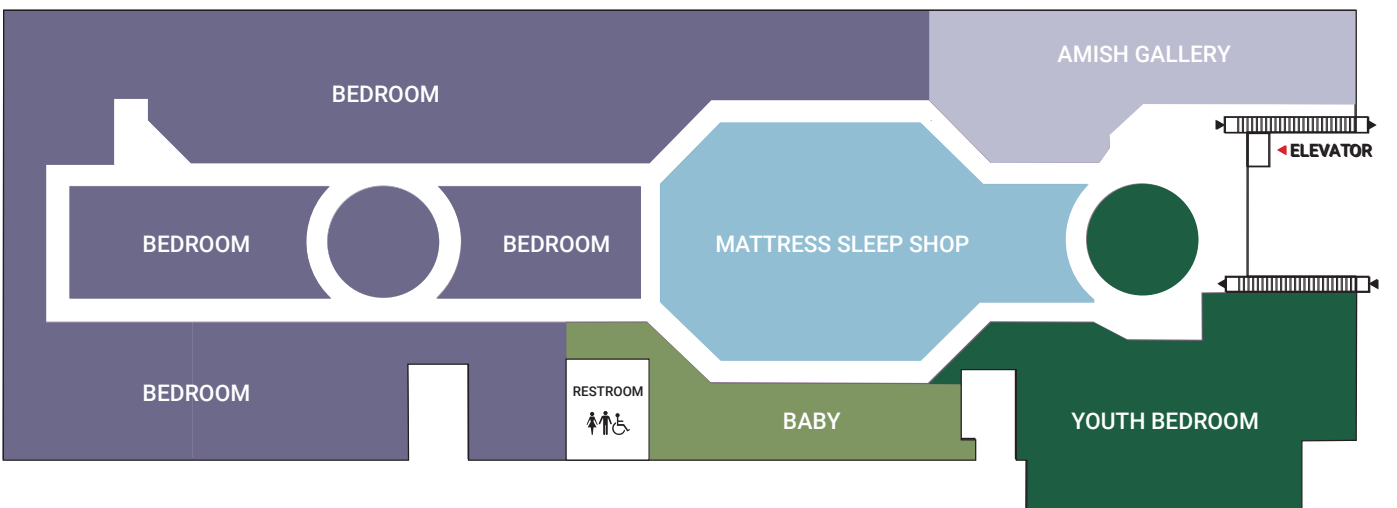 AMISH GALLERY
BEDROOM
ELEVATOR
BEDROOM
BEDROOM
MATTRESS SLEEP SHOP
BEDROOM
RESTROOM
BABY
YOUTH BEDROOM